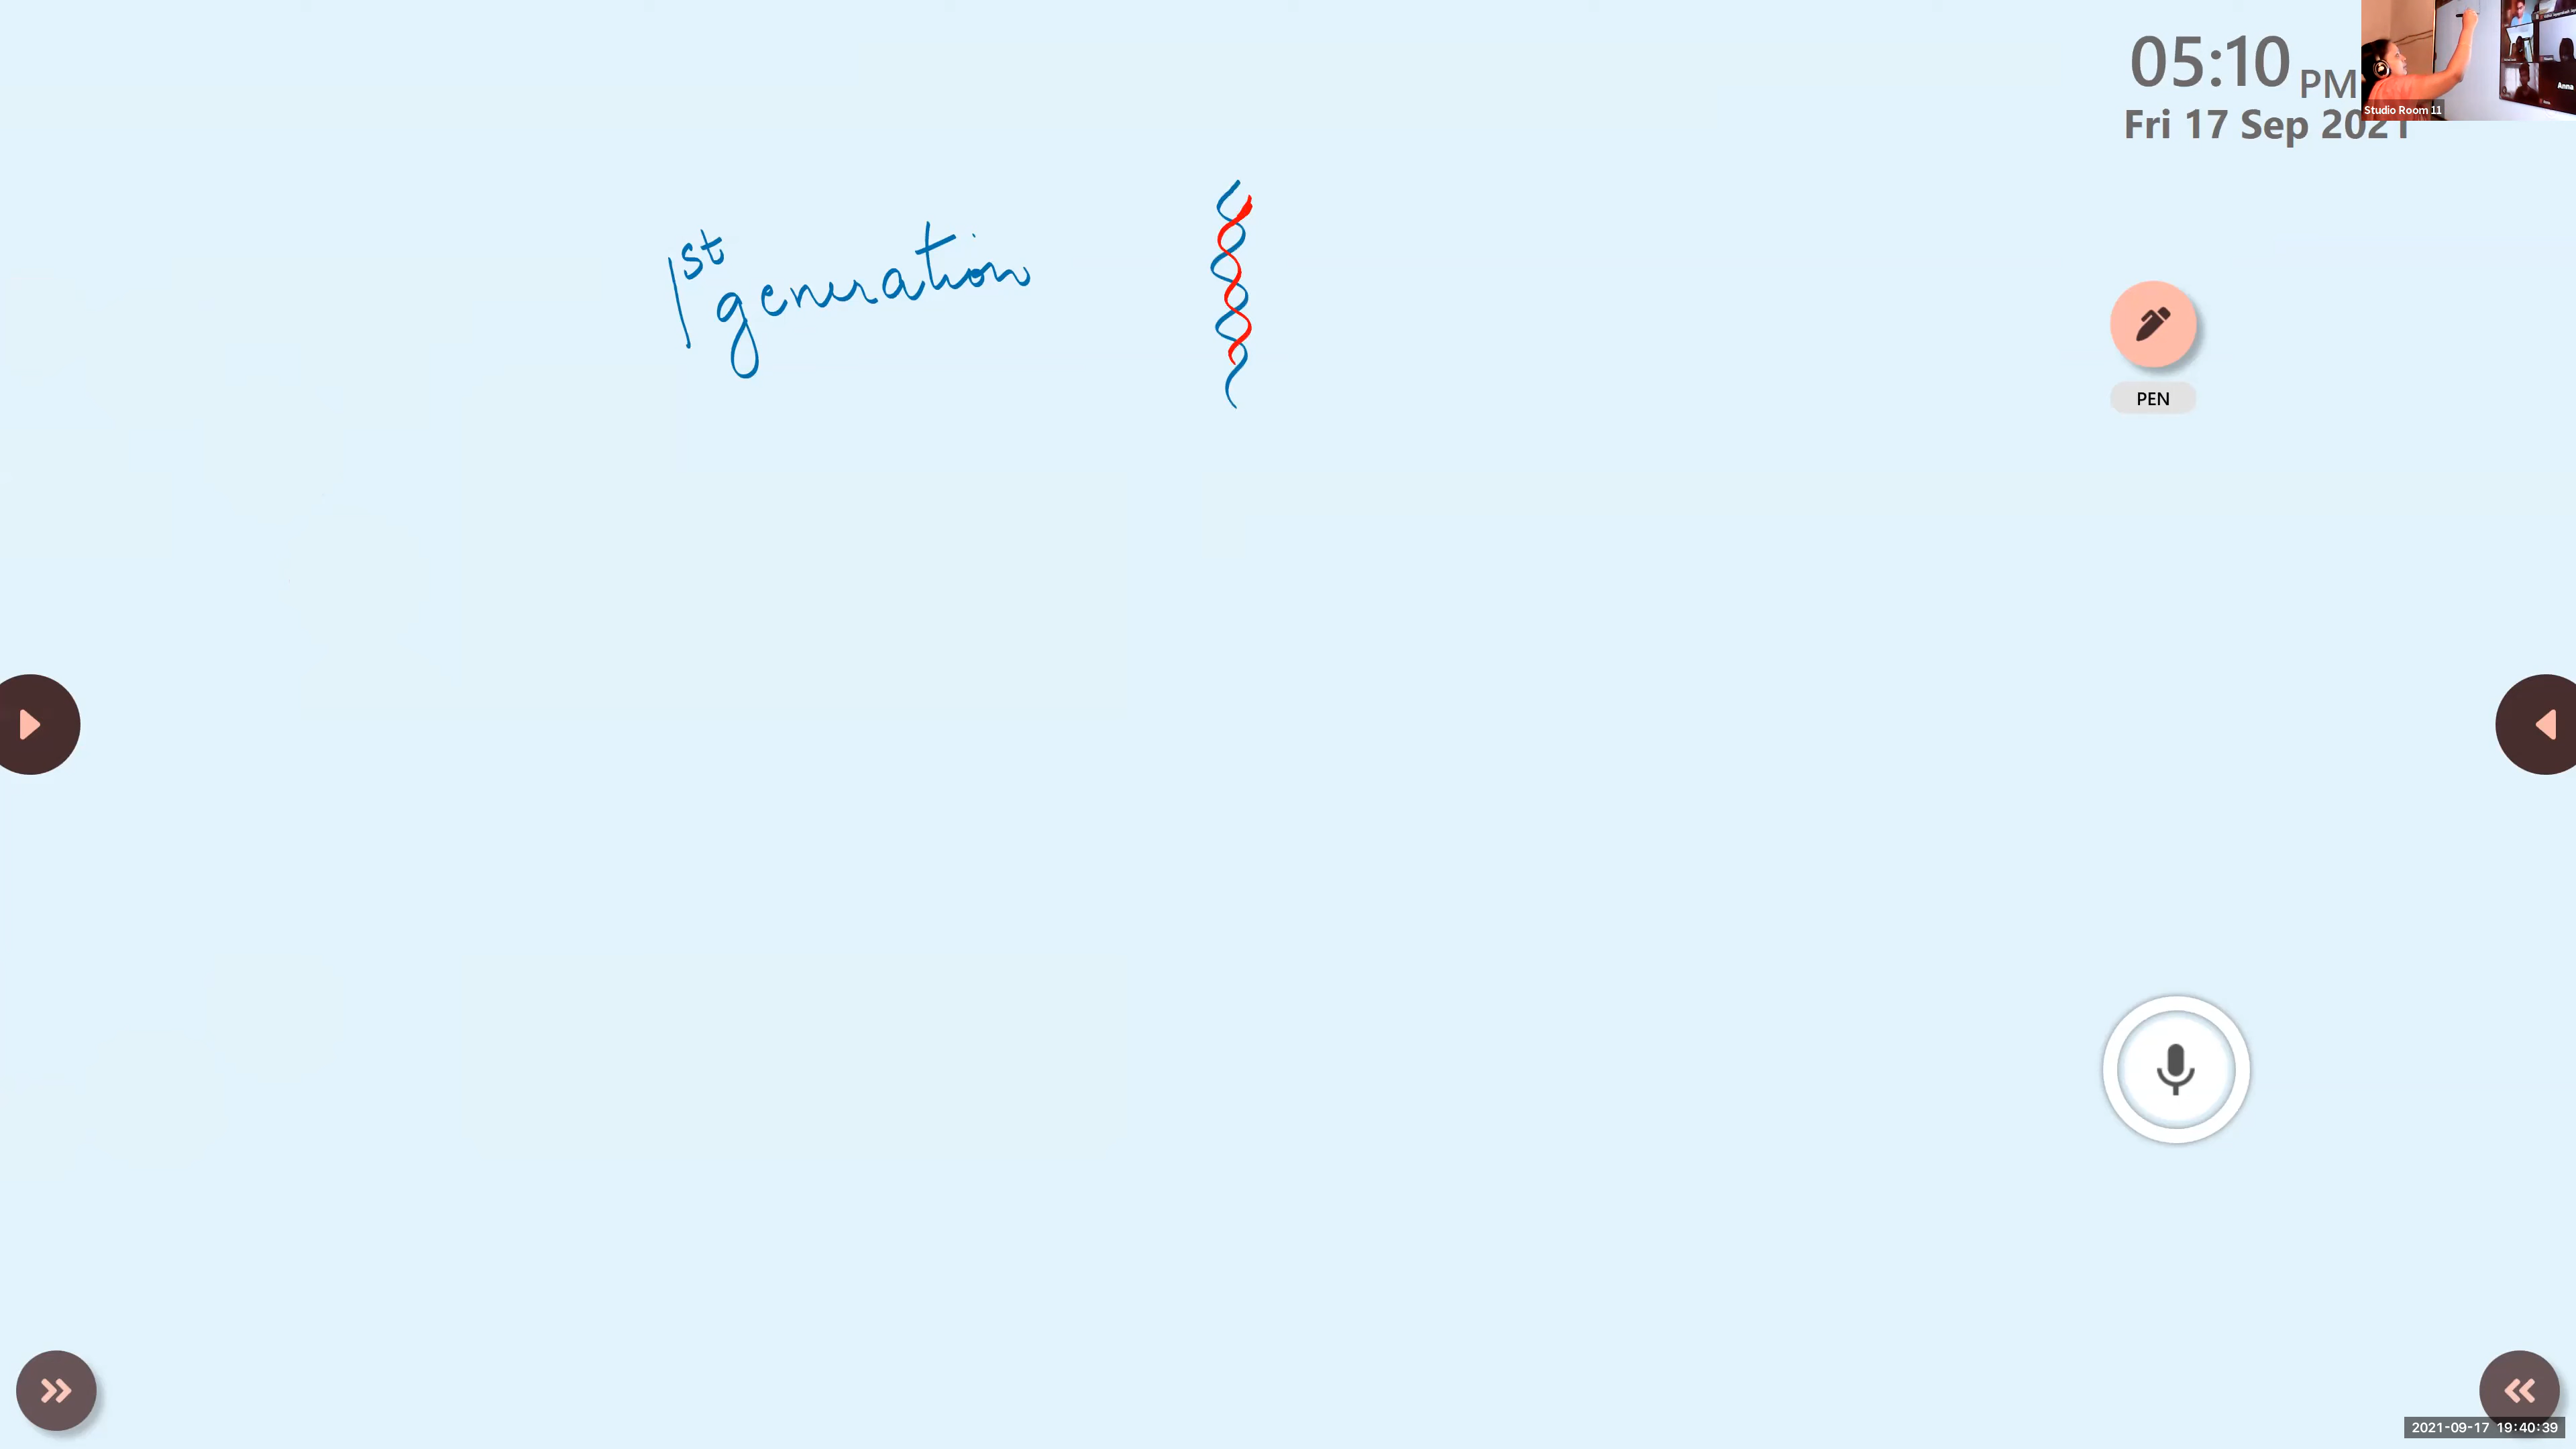 05:10 PM
Fri 17 Sep 2021
Studio Room 11
Anna
1st generation
PEN
2021-09-17 19:40:39